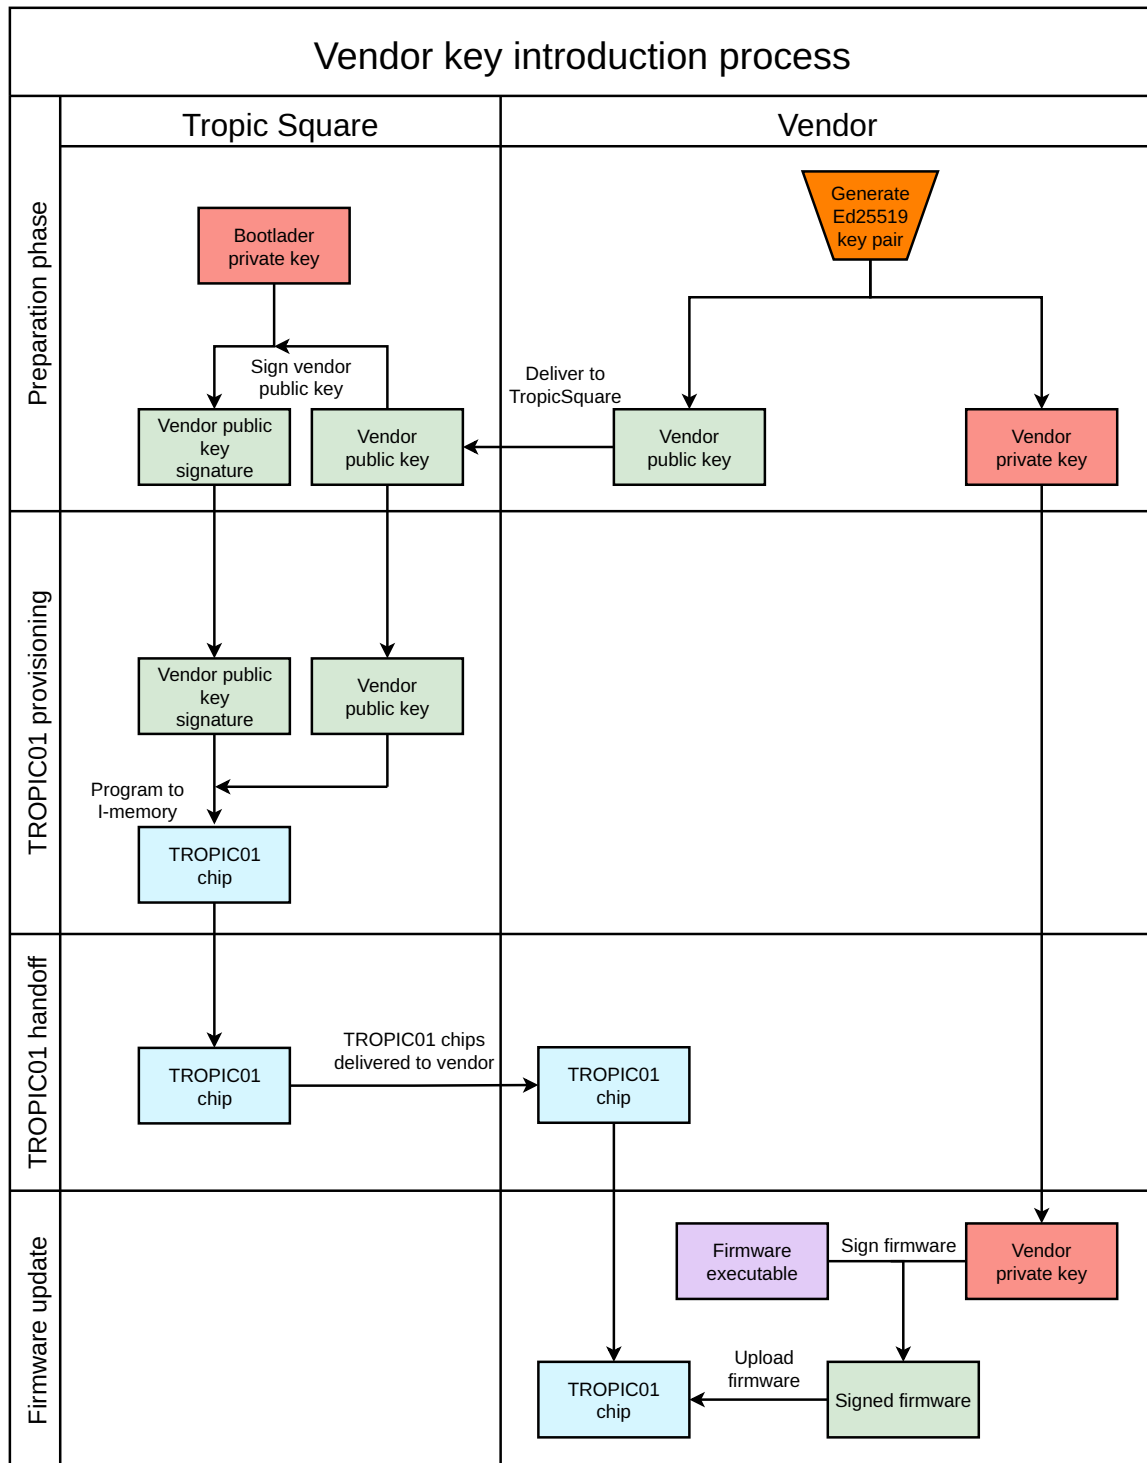 Vendor key introduction process
Tropic Square
Vendor
Preparation phase
Generate
Ed25519
key pair
Bootlader
private key
Sign vendor
public key
Deliver to
TropicSquare
Vendor public
key
signature
Vendor
public key
Vendor
public key
Vendor
private key
TROPIC01 provisioning
Vendor public
key
signature
Vendor
public key
Program to
I-memory
TROPIC01
chip
TROPIC01 handoff
TROPIC01
chip
TROPIC01 chips
delivered to vendor
TROPIC01
chip
Firmware update
Firmware
executable
Sign firmware
Vendor
private key
TROPIC01
chip
Upload
firmware
Signed firmware